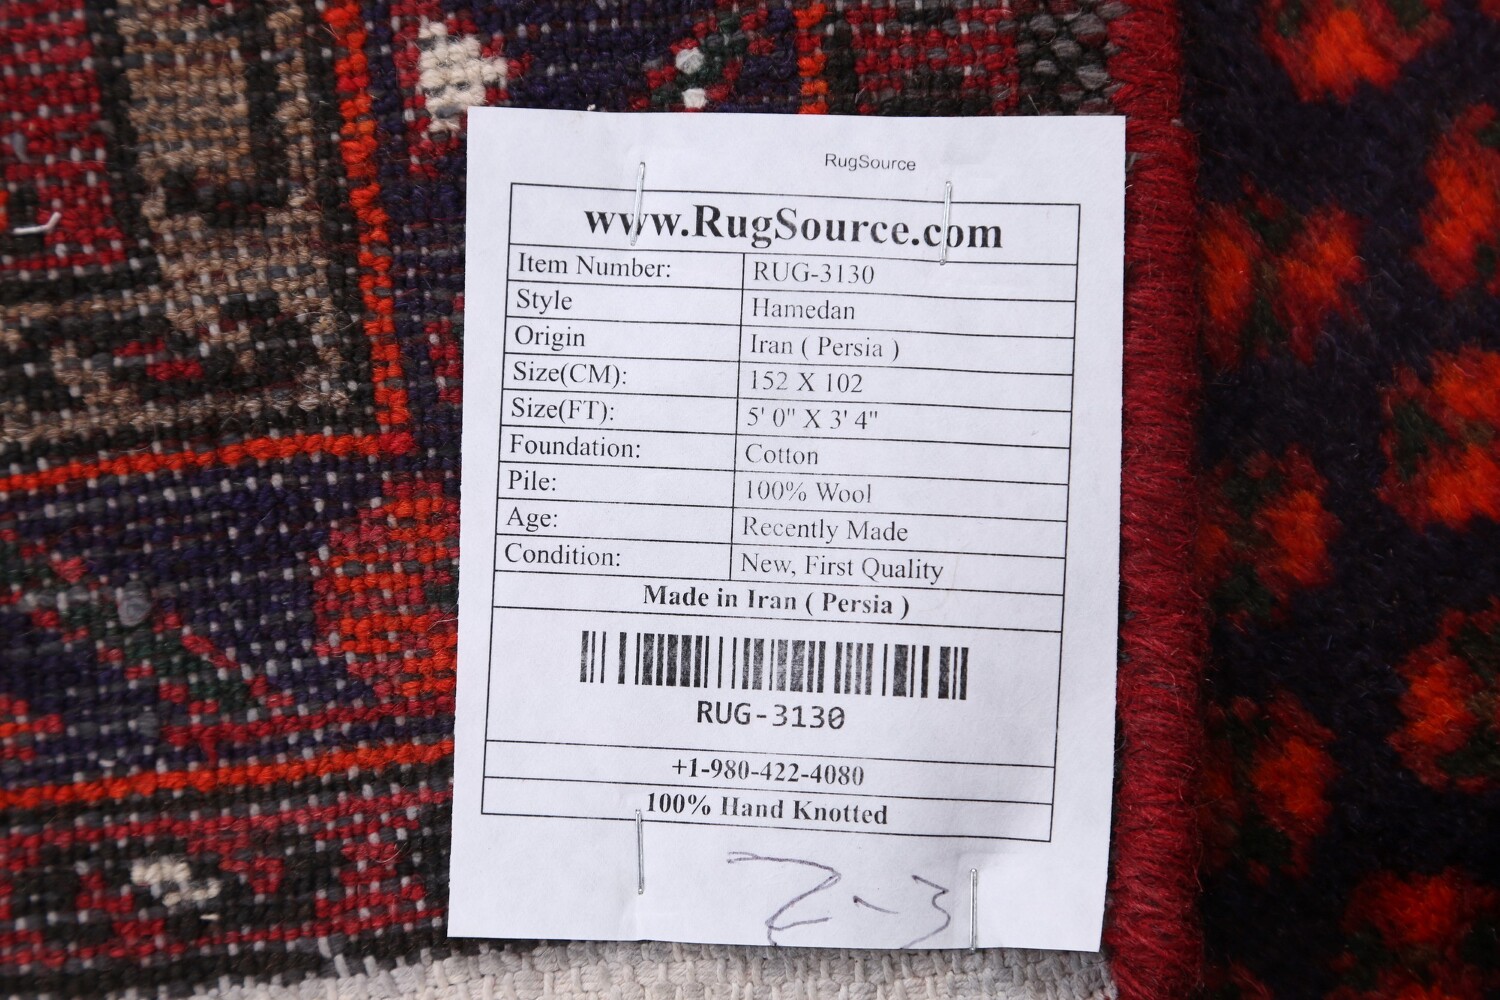 RugSource
www.RugSource.com
Item Number: RUG-3130
Style Hamedan
Origin Iran ( Persia )
Size(CM): 152 X 102
Size(FT): 5' 0" X 3' 4"
Foundation: Cotton
Pile: 100% Wool
Age: Recently Made
Condition: New, First Quality
Made in Iran ( Persia )
RUG-3130
+1-980-422-4080
100% Hand Knotted
Z-3